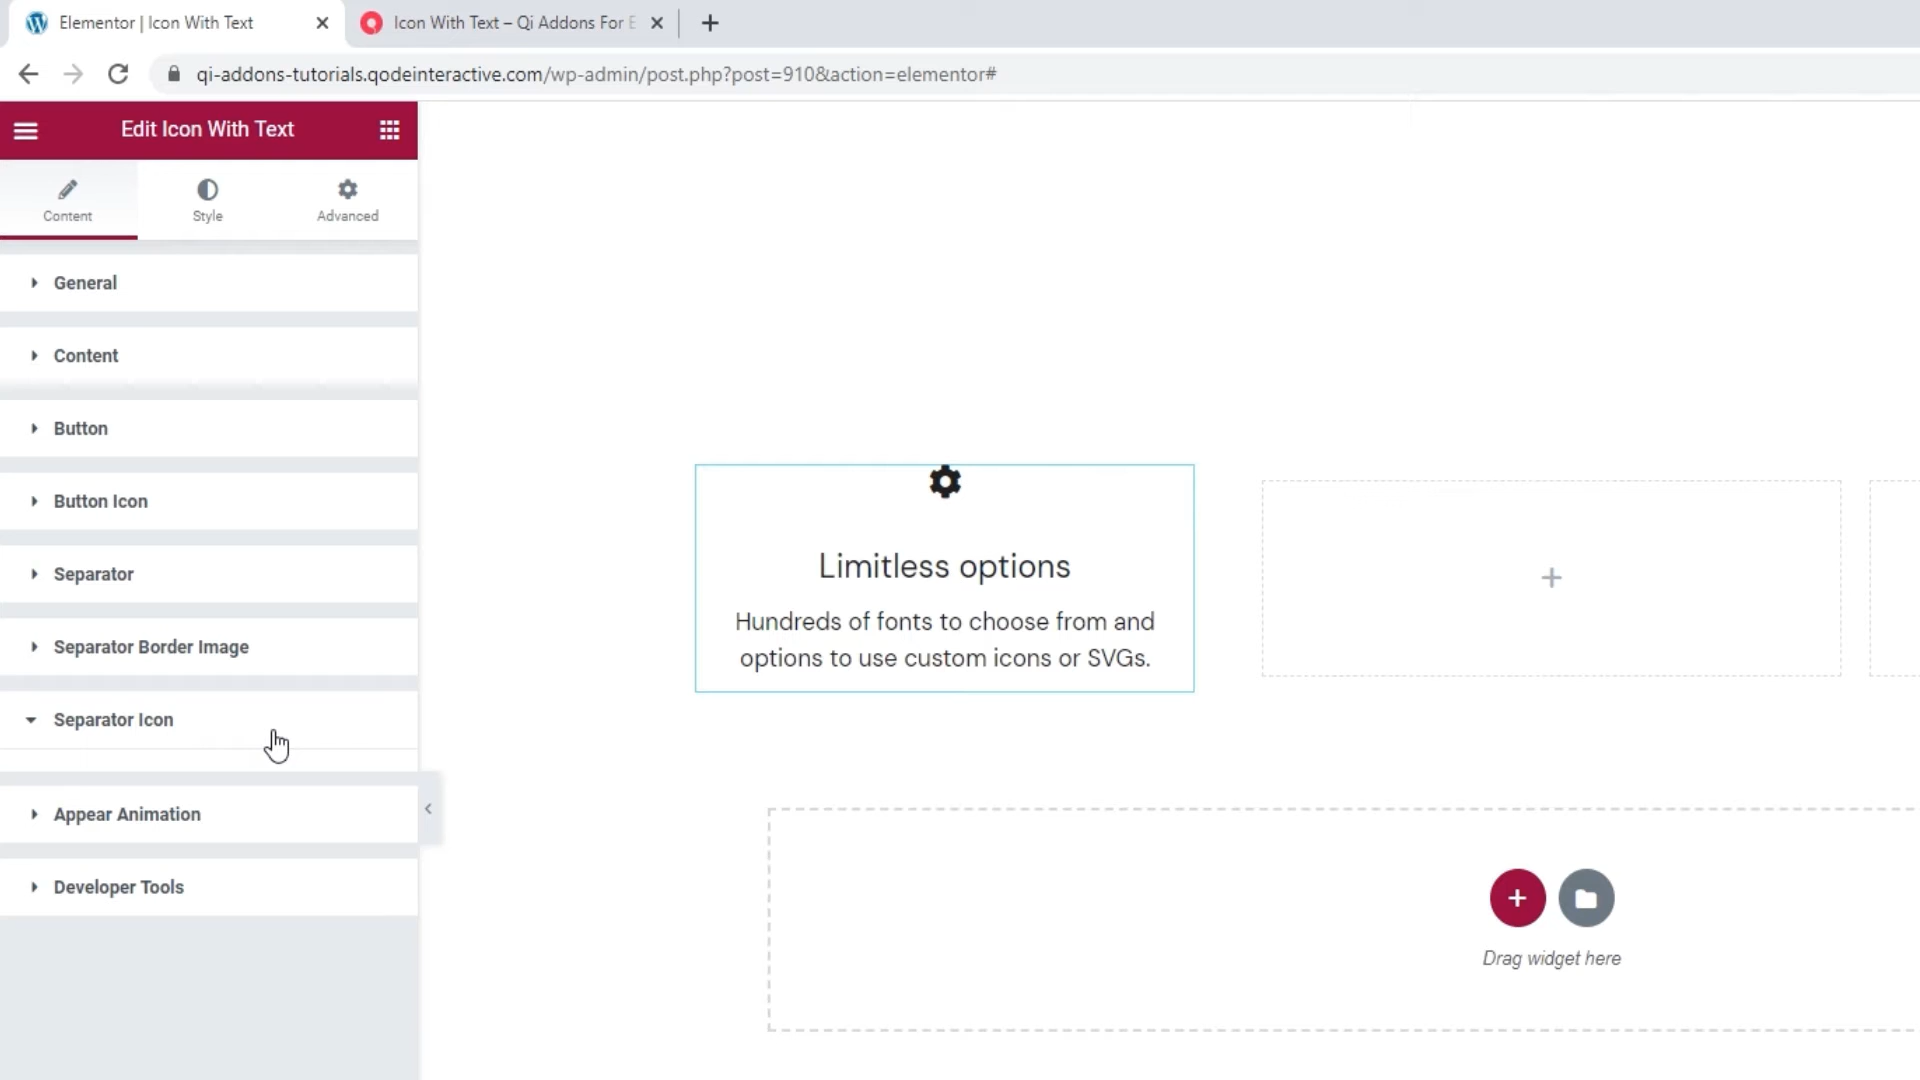 Elementor | Icon With Text
Icon With Text – Qi Addons For E
qi-addons-tutorials.qodeinteractive.com/wp-admin/post.php?post=910&action=elementor#
Edit Icon With Text
Content
Style
Advanced
General
Content
Button
Button Icon
Separator
Separator Border Image
Separator Icon
Appear Animation
Developer Tools
Limitless options
Hundreds of fonts to choose from and
options to use custom icons or SVGs.
Drag widget here